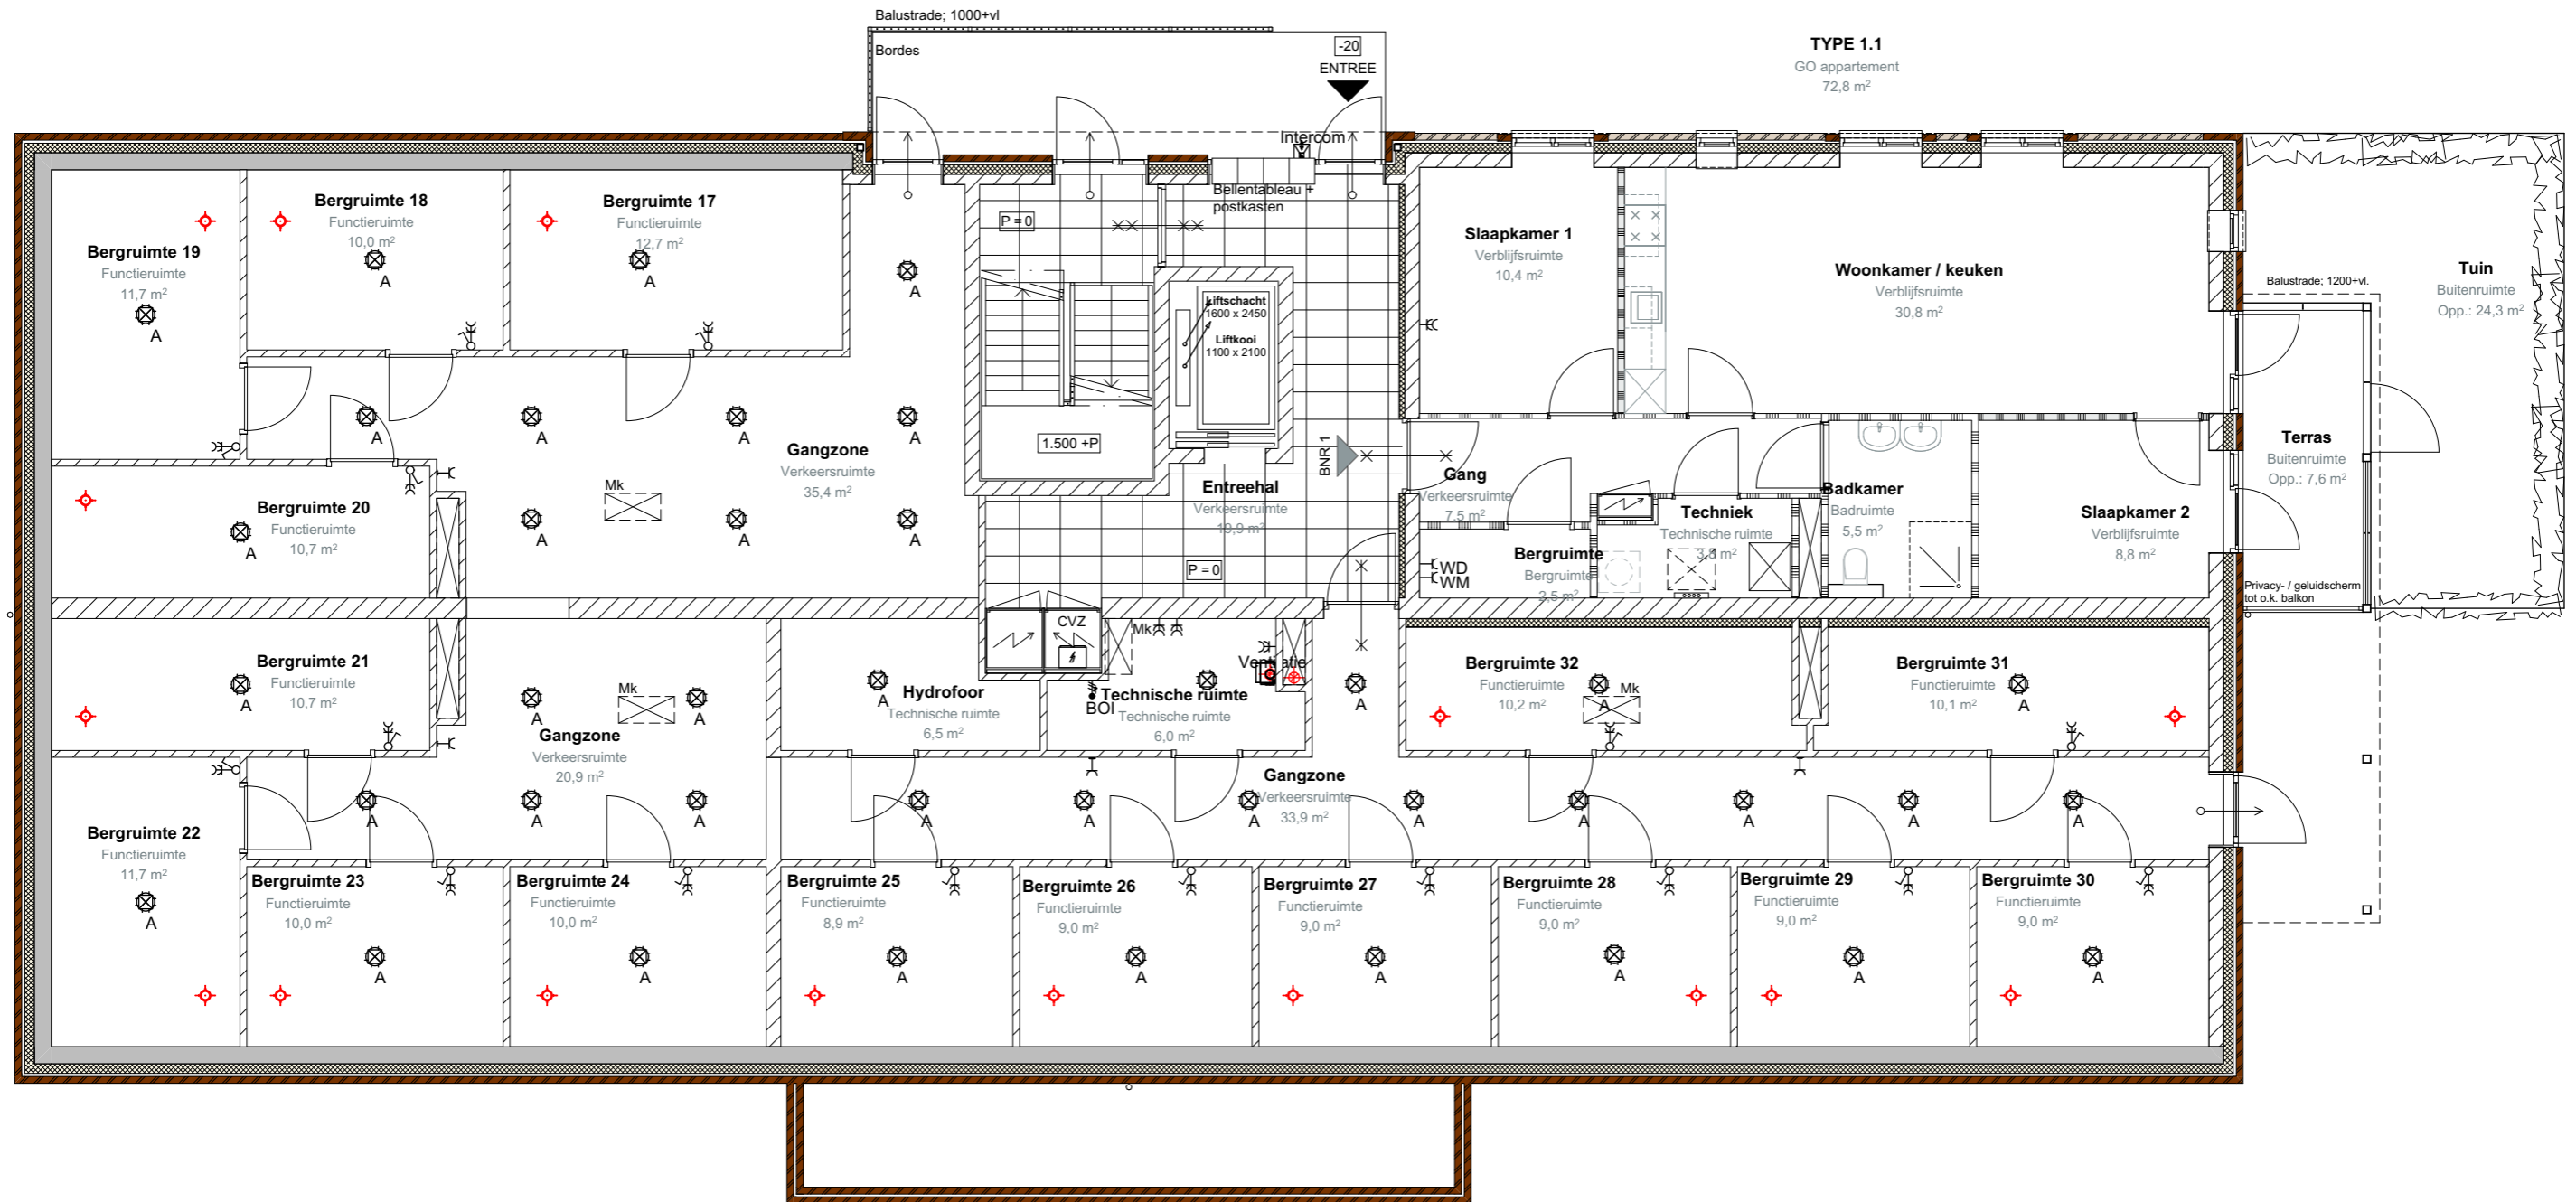 Balustrade; 1000+vl
Bordes
-20
ENTREE
TYPE 1.1
GO appartement
72,8 m²
Intercom
Bellentableau +
postkasten
P = 0
Bergruimte 19
Functieruimte
11,7 m²
A
Bergruimte 18
Functieruimte
10,0 m²
A
Bergruimte 17
Functieruimte
12,7 m²
A
A
Liftschacht
1600 x 2450
Liftkooi
1100 x 2100
Slaapkamer 1
Verblijfsruimte
10,4 m²
Woonkamer / keuken
Verblijfsruimte
30,8 m²
Balustrade; 1200+vl.
Tuin
Buitenruimte
Opp.: 24,3 m²
A
A
A
A
Gangzone
Verkeersruimte
35,4 m²
1.500 +P
BNR 1
Terras
Buitenruimte
Opp.: 7,6 m²
Bergruimte 20
Functieruimte
10,7 m²
A
Mk
A
A
A
Entreehal
Verkeersruimte
P = 0
Gang
Verkeersruimte
7,5 m²
Techniek
Technische ruimte
Badkamer
Badruimte
5,5 m²
Slaapkamer 2
Verblijfsruimte
8,8 m²
Bergruimte
Bergruimte
2,5 m²
WD
WM
Privacy- / geluidscherm
tot o.k. balkon
Bergruimte 21
Functieruimte
10,7 m²
A
A
Mk
A
Gangzone
Verkeersruimte
20,9 m²
A
Hydrofoor
Technische ruimte
6,5 m²
CVZ
Mk
BOI
Technische ruimte
Technische ruimte
6,0 m²
Ventilatie
A
Bergruimte 32
Functieruimte
10,2 m²
A
Mk
Bergruimte 31
Functieruimte
10,1 m²
A
Gangzone
Verkeersruimte
33,9 m²
A
A
A
A
A
A
A
A
A
A
A
Bergruimte 22
Functieruimte
11,7 m²
A
Bergruimte 23
Functieruimte
10,0 m²
A
Bergruimte 24
Functieruimte
10,0 m²
A
Bergruimte 25
Functieruimte
8,9 m²
A
Bergruimte 26
Functieruimte
9,0 m²
A
Bergruimte 27
Functieruimte
9,0 m²
A
Bergruimte 28
Functieruimte
9,0 m²
A
Bergruimte 29
Functieruimte
9,0 m²
A
Bergruimte 30
Functieruimte
9,0 m²
A